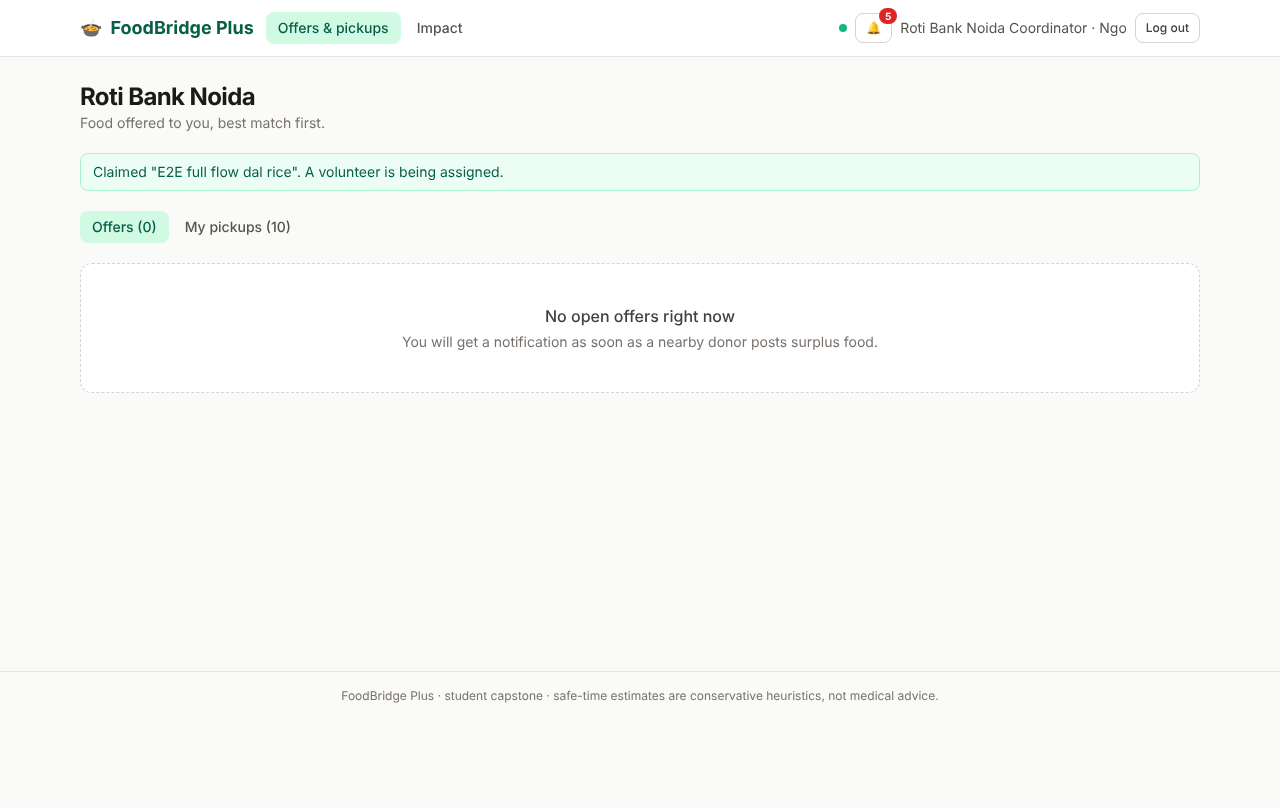 FoodBridge Plus Offers & pickups Impact 5 Roti Bank Noida Coordinator · Ngo Log out
Roti Bank Noida
Food offered to you, best match first.
Claimed "E2E full flow dal rice". A volunteer is being assigned.
Offers (0) My pickups (10)
No open offers right now
You will get a notification as soon as a nearby donor posts surplus food.
FoodBridge Plus · student capstone · safe-time estimates are conservative heuristics, not medical advice.